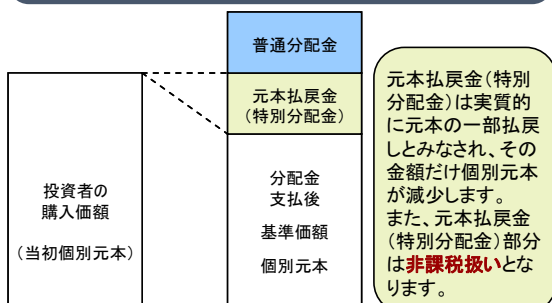 普通分配金
元本払戻金
(特別分配金)
投資者の
購入価額
(当初個別元本)
分配金
支払後
基準価額
個別元本
元本払戻金(特別
分配金)は実質的
に元本の一部払戻
しとみなされ、その
金額だけ個別元本
が減少します。
また、元本払戻金
(特別分配金)部分
は非課税扱いとな
ります。